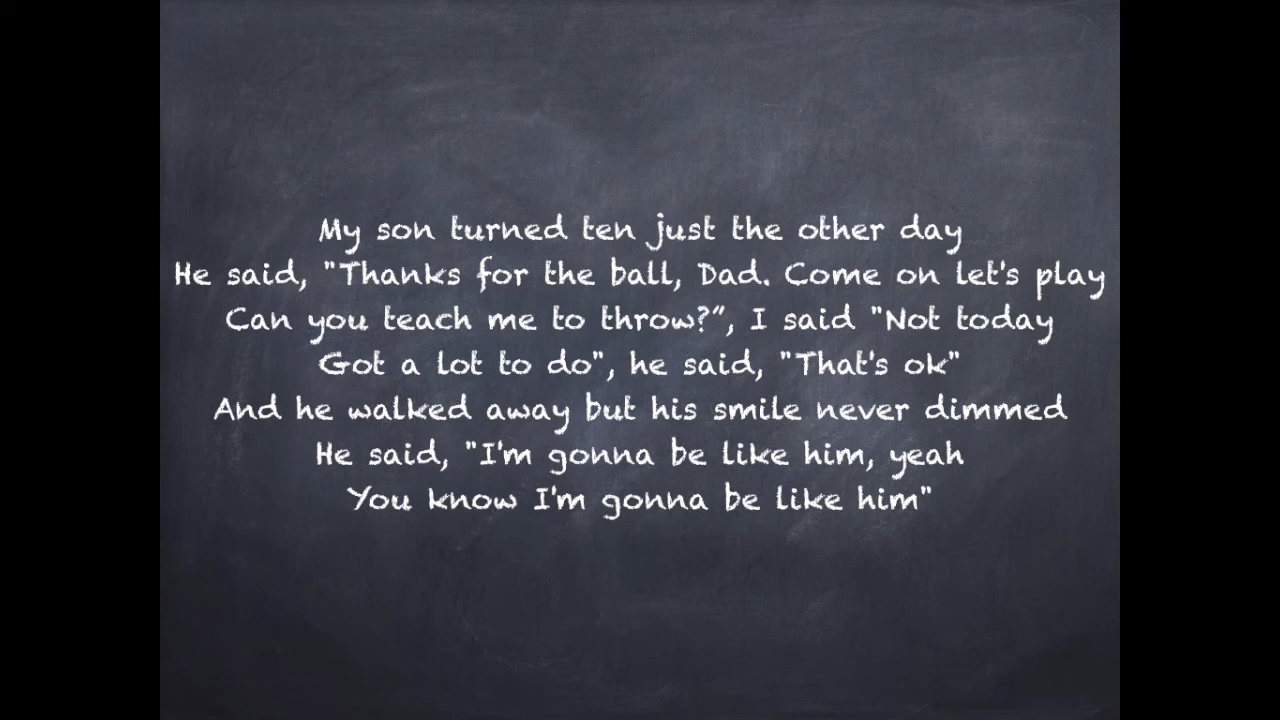 My son turned ten just the other day
He said, "Thanks for the ball, Dad. Come on let's play
Can you teach me to throw?”, I said "Not today
Got a lot to do", he said, "That's ok"
And he walked away but his smile never dimmed
He said, "I'm gonna be like him, yeah
You know I'm gonna be like him"